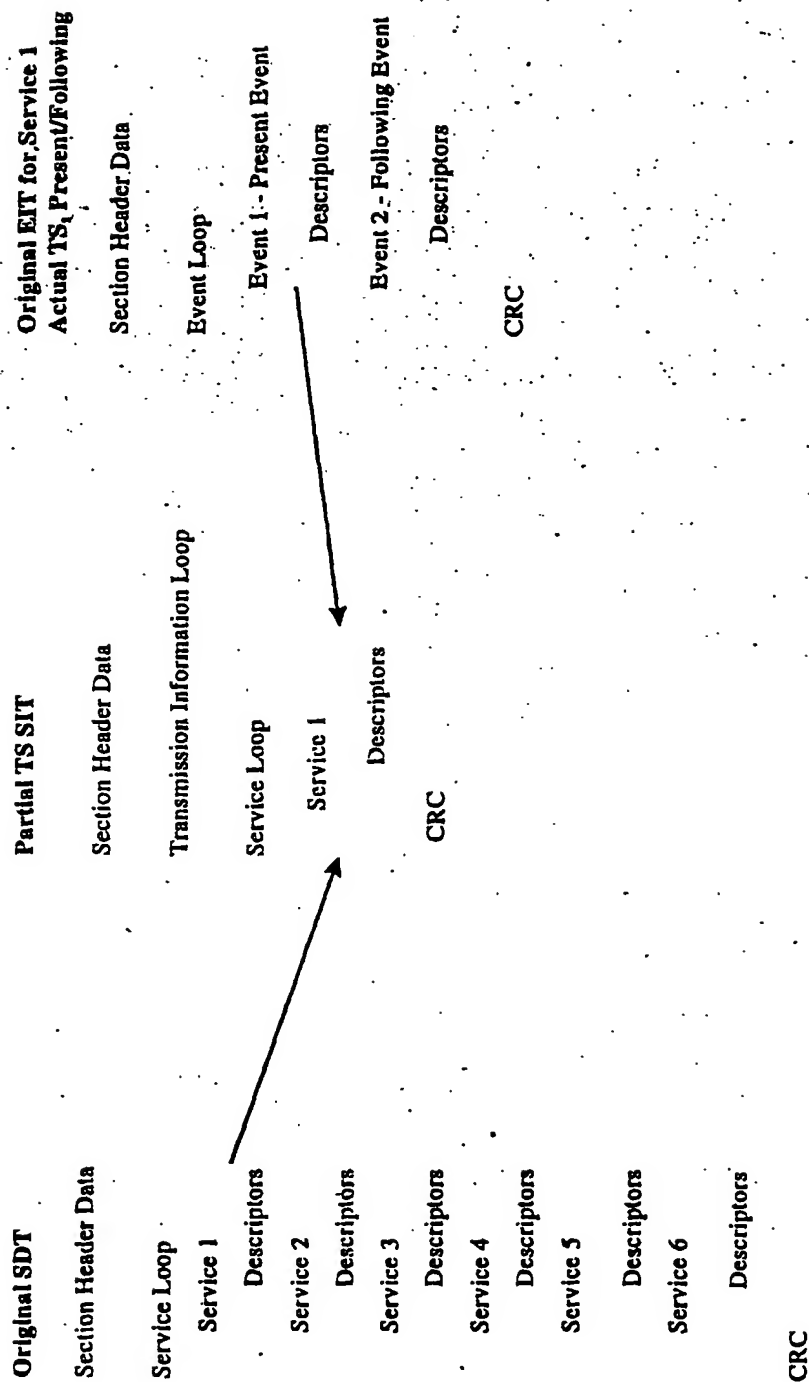 Original SDT
Section Header Data
Service Loop
Service 1
Descriptors
Service 2
Descriptors
Service 3
Descriptors
Service 4
Descriptors
Service 5
Descriptors
Service 6
Descriptors
CRC
Partial TS SIT
Section Header Data
Transmission Information Loop
Service Loop
Service 1
Descriptors
CRC
Original EIT for Service 1
Actual TS, Present/Following
Section Header Data
Event Loop
Event 1 - Present Event
Descriptors
Event 2 - Following Event
Descriptors
CRC